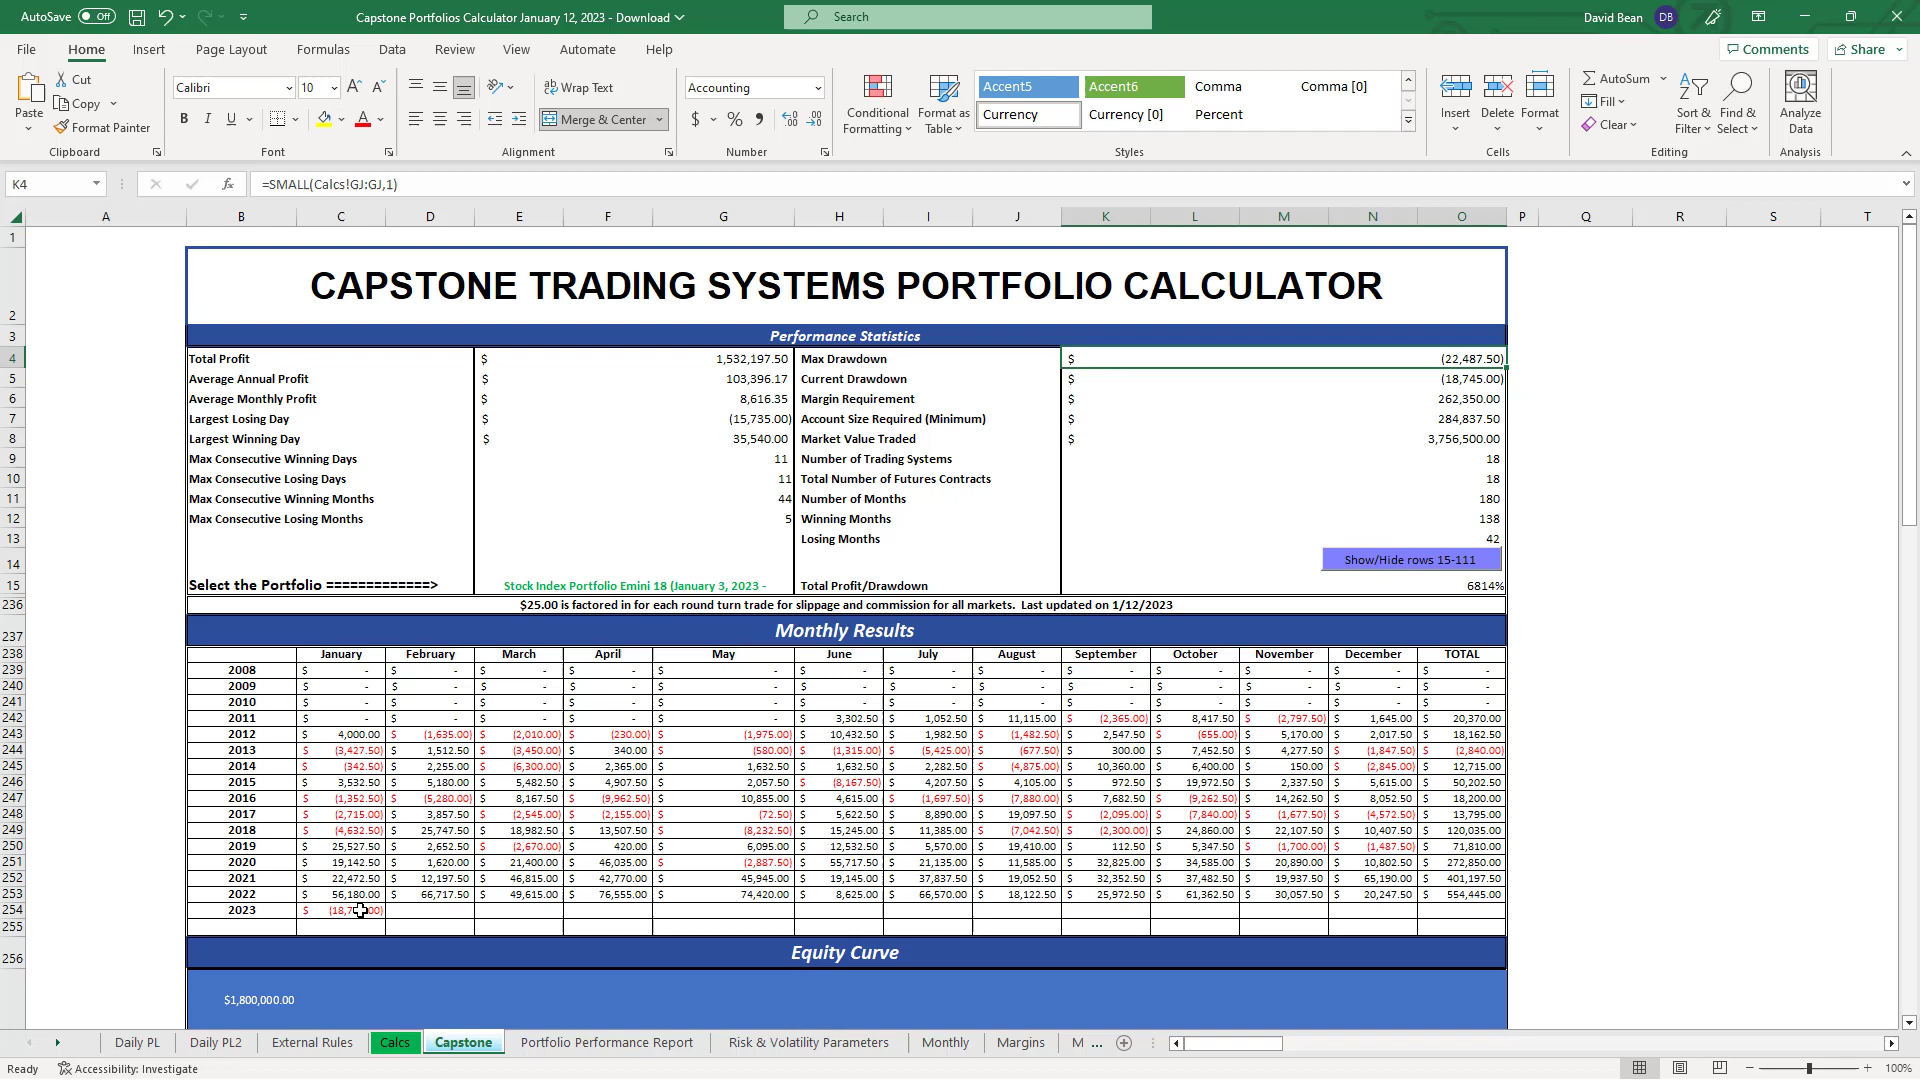 AutoSave Off Capstone Portfolios Calculator January 12, 2023 - Download Search David Bean DB
File Home Insert Page Layout Formulas Data Review View Automate Help Comments Share
Paste Cut Copy Format Painter Clipboard
Calibri 10 B I U A A A Font
Wrap Text Merge & Center Alignment
Accounting $ % Number
Conditional Formatting Format as Table
Accent5 Accent6 Comma Comma [0]
Currency Currency [0] Percent
Styles
Insert Delete Format Cells
AutoSum Fill Clear Sort & Filter Find & Select Editing
Analyze Data Analysis
K4 fx =SMALL(Calcs!GJ:GJ,1)
A B C D E F G H I J K L M N O P Q R S T
1
2 CAPSTONE TRADING SYSTEMS PORTFOLIO CALCULATOR
3 Performance Statistics
4 Total Profit $ 1,532,197.50 Max Drawdown $ (22,487.50)
5 Average Annual Profit $ 103,396.17 Current Drawdown $ (18,745.00)
6 Average Monthly Profit $ 8,616.35 Margin Requirement $ 262,350.00
7 Largest Losing Day $ (15,735.00) Account Size Required (Minimum) $ 284,837.50
8 Largest Winning Day $ 35,540.00 Market Value Traded $ 3,756,500.00
9 Max Consecutive Winning Days 11 Number of Trading Systems 18
10 Max Consecutive Losing Days 11 Total Number of Futures Contracts 18
11 Max Consecutive Winning Months 44 Number of Months 180
12 Max Consecutive Losing Months 5 Winning Months 138
13 Losing Months 42
14 Show/Hide rows 15-111
15 Select the Portfolio =============> Stock Index Portfolio Emini 18 (January 3, 2023 - Total Profit/Drawdown 6814%
236 $25.00 is factored in for each round turn trade for slippage and commission for all markets. Last updated on 1/12/2023
237 Monthly Results
238 January February March April May June July August September October November December TOTAL
239 2008 $ - $ - $ - $ - $ - $ - $ - $ - $ - $ - $ - $ - $ -
240 2009 $ - $ - $ - $ - $ - $ - $ - $ - $ - $ - $ - $ - $ -
241 2010 $ - $ - $ - $ - $ - $ - $ - $ - $ - $ - $ - $ - $ -
242 2011 $ - $ - $ - $ - $ - $ 3,302.50 $ 1,052.50 $ 11,115.00 $ (2,365.00) $ 8,417.50 $ (2,797.50) $ 1,645.00 $ 20,370.00
243 2012 $ 4,000.00 $ (1,635.00) $ (2,010.00) $ (230.00) $ (1,975.00) $ 10,432.50 $ 1,982.50 $ (1,482.50) $ 2,547.50 $ (655.00) $ 5,170.00 $ 2,017.50 $ 18,162.50
244 2013 $ (3,427.50) $ 1,512.50 $ (3,450.00) $ 340.00 $ (580.00) $ (1,315.00) $ (5,425.00) $ (677.50) $ 300.00 $ 7,452.50 $ 4,277.50 $ (1,847.50) $ (2,840.00)
245 2014 $ (342.50) $ 2,255.00 $ (6,300.00) $ 2,365.00 $ 1,632.50 $ 1,632.50 $ 2,282.50 $ (4,875.00) $ 10,360.00 $ 6,400.00 $ 150.00 $ (2,845.00) $ 12,715.00
246 2015 $ 3,532.50 $ 5,180.00 $ 5,482.50 $ 4,907.50 $ 2,057.50 $ (8,167.50) $ 4,207.50 $ 4,105.00 $ 972.50 $ 19,972.50 $ 2,337.50 $ 5,615.00 $ 50,202.50
247 2016 $ (1,352.50) $ (5,280.00) $ 8,167.50 $ (9,962.50) $ 10,855.00 $ 4,615.00 $ (1,697.50) $ (7,880.00) $ 7,682.50 $ (9,262.50) $ 14,262.50 $ 8,052.50 $ 18,200.00
248 2017 $ (2,715.00) $ 3,857.50 $ (2,545.00) $ (2,155.00) $ (72.50) $ 5,622.50 $ 8,890.00 $ 19,097.50 $ (2,095.00) $ (7,840.00) $ (1,677.50) $ (4,572.50) $ 13,795.00
249 2018 $ (4,632.50) $ 25,747.50 $ 18,982.50 $ 13,507.50 $ (8,232.50) $ 15,245.00 $ 11,385.00 $ (7,042.50) $ (2,300.00) $ 24,860.00 $ 22,107.50 $ 10,407.50 $ 120,035.00
250 2019 $ 25,527.50 $ 2,652.50 $ (2,670.00) $ 420.00 $ 6,095.00 $ 12,532.50 $ 5,570.00 $ 19,410.00 $ 112.50 $ 5,347.50 $ (1,700.00) $ (1,487.50) $ 71,810.00
251 2020 $ 19,142.50 $ 1,620.00 $ 21,400.00 $ 46,035.00 $ (2,887.50) $ 55,717.50 $ 21,135.00 $ 11,585.00 $ 32,825.00 $ 34,585.00 $ 20,890.00 $ 10,802.50 $ 272,850.00
252 2021 $ 22,472.50 $ 12,197.50 $ 46,815.00 $ 42,770.00 $ 45,945.00 $ 19,145.00 $ 37,837.50 $ 19,052.50 $ 32,352.50 $ 37,482.50 $ 19,937.50 $ 65,190.00 $ 401,197.50
253 2022 $ 56,180.00 $ 66,717.50 $ 49,615.00 $ 76,555.00 $ 74,420.00 $ 8,625.00 $ 66,570.00 $ 18,122.50 $ 25,972.50 $ 61,362.50 $ 30,057.50 $ 20,247.50 $ 554,445.00
254 2023 $
255
256 Equity Curve
$1,800,000.00
Daily PL Daily PL2 External Rules Calcs Capstone Portfolio Performance Report Risk & Volatility Parameters Monthly Margins M ...
Ready Accessibility: Investigate 100%